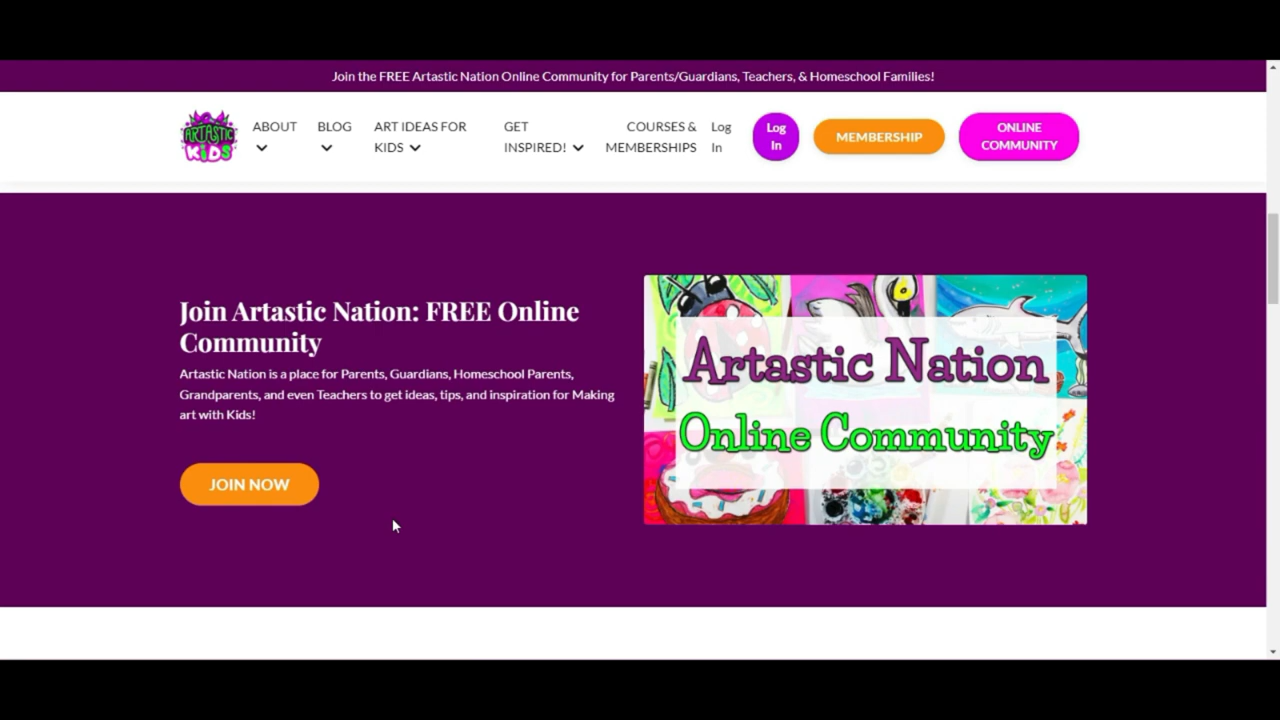 Join the FREE Artastic Nation Online Community for Parents/Guardians, Teachers, & Homeschool Families!
ARTASTIC
KiDS
ABOUT
BLOG
ART IDEAS FOR
KIDS
GET
INSPIRED!
COURSES &
MEMBERSHIPS
Log
In
Log
In
MEMBERSHIP
ONLINE
COMMUNITY
Join Artastic Nation: FREE Online
Community
Artastic Nation is a place for Parents, Guardians, Homeschool Parents,
Grandparents, and even Teachers to get ideas, tips, and inspiration for Making
art with Kids!
JOIN NOW
Artastic Nation
Online Community